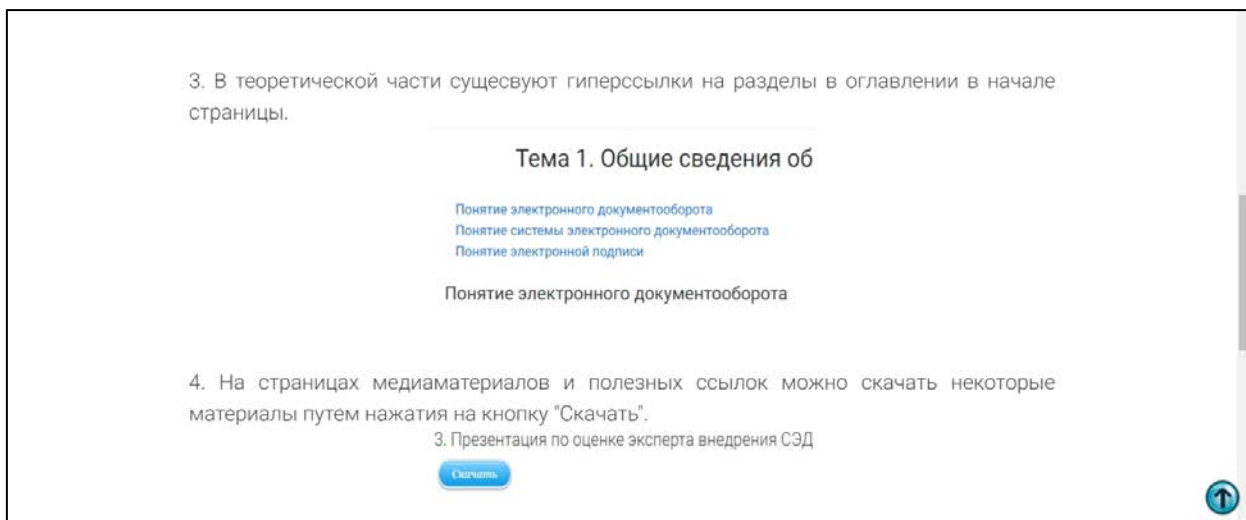 3. В теоретической части сущесвуют гиперссылки на разделы в оглавлении в начале
страницы.
Тема 1. Общие сведения об
Понятие электронного документооборота
Понятие системы электронного документооборота
Понятие электронной подписи
Понятие электронного документооборота
4. На страницах медиаматериалов и полезных ссылок можно скачать некоторые
материалы путем нажатия на кнопку "Скачать".
3. Презентация по оценке эксперта внедрения СЭД
Скачать